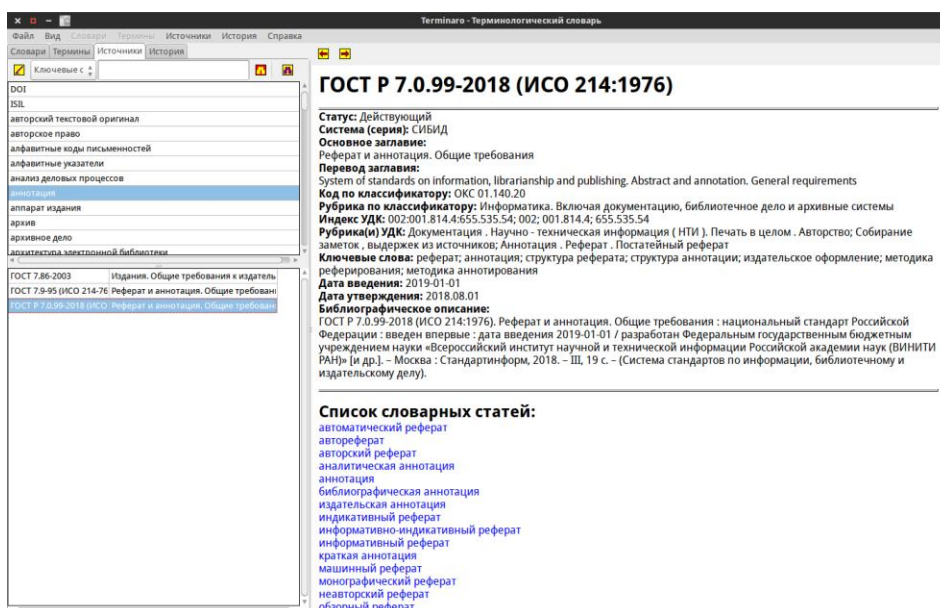 Terminaro - Терминологический словарь
Файл Вид Словари Термины Источники История Справка
Словари Термины Источники История
Ключевые с
DOI
ISIL
авторский текстовой оригинал
авторское право
алфавитные коды письменностей
алфавитные указатели
анализ деловых процессов
аннотация
аппарат издания
архив
архивное дело
архитектура электронной библиотеки
ГОСТ 7.86-2003 Издания. Общие требования к издатель
ГОСТ 7.9-95 (ИСО 214-76 Реферат и аннотация. Общие требован
ГОСТ Р 7.0.99-2018 (ИСО Реферат и аннотация. Общие требован
ГОСТ Р 7.0.99-2018 (ИСО 214:1976)
Статус: Действующий
Система (серия): СИБИД
Основное заглавие:
Реферат и аннотация. Общие требования
Перевод заглавия:
System of standards on information, librarianship and publishing. Abstract and annotation. General requirements
Код по классификатору: ОКС 01.140.20
Рубрика по классификатору: Информатика. Включая документацию, библиотечное дело и архивные системы
Индекс УДК: 002:001.814.4:655.535.54; 002; 001.814.4; 655.535.54
Рубрика(и) УДК: Документация . Научно - техническая информация ( НТИ ). Печать в целом . Авторство; Собирание
заметок , выдержек из источников; Аннотация . Реферат . Постатейный реферат
Ключевые слова: реферат; аннотация; структура реферата; структура аннотации; издательское оформление; методика
реферирования; методика аннотирования
Дата введения: 2019-01-01
Дата утверждения: 2018.08.01
Библиографическое описание:
ГОСТ Р 7.0.99-2018 (ИСО 214:1976). Реферат и аннотация. Общие требования : национальный стандарт Российской
Федерации : введен впервые : дата введения 2019-01-01 / разработан Федеральным государственным бюджетным
учреждением науки «Всероссийский институт научной и технической информации Российской академии наук (ВИНИТИ
РАН)» [и др.]. – Москва : Стандартинформ, 2018. – III, 19 с. – (Система стандартов по информации, библиотечному и
издательскому делу).
Список словарных статей:
автоматический реферат
автореферат
авторский реферат
аналитическая аннотация
аннотация
библиографическая аннотация
издательская аннотация
индикативный реферат
информативно-индикативный реферат
информативный реферат
краткая аннотация
машинный реферат
монографический реферат
неавторский реферат
обзорный реферат